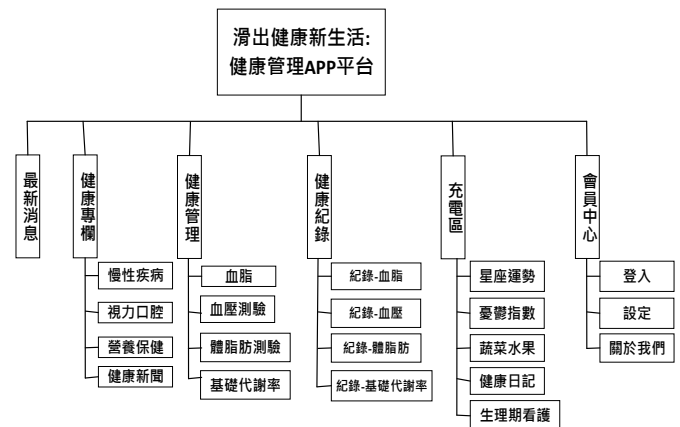 滑出健康新生活:
健康管理APP平台
最新消息
健康專欄
慢性疾病
視力口腔
營養保健
健康新聞
健康管理
血脂
血壓測驗
體脂肪測驗
基礎代謝率
健康紀錄
紀錄-血脂
紀錄-血壓
紀錄-體脂肪
紀錄-基礎代謝率
充電區
星座運勢
憂鬱指數
蔬菜水果
健康日記
生理期看護
會員中心
登入
設定
關於我們